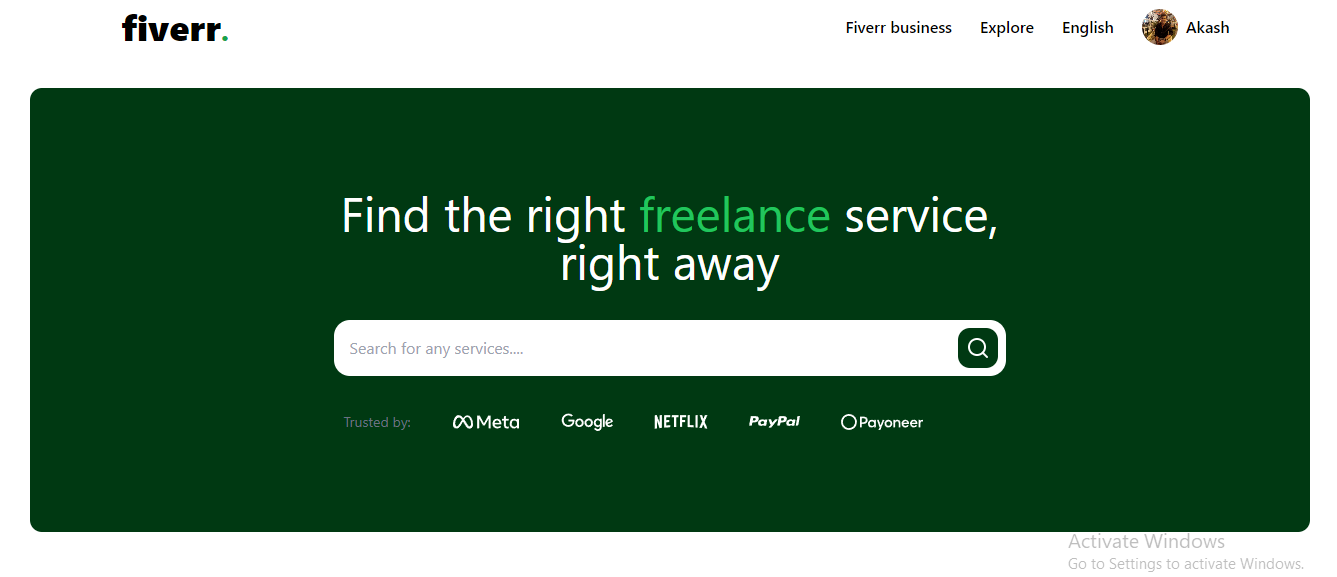 fiverr.
Fiverr business Explore English Akash
Find the right freelance service,
right away
Search for any services....
Trusted by: Meta Google NETFLIX PayPal Payoneer
Activate Windows
Go to Settings to activate Windows.